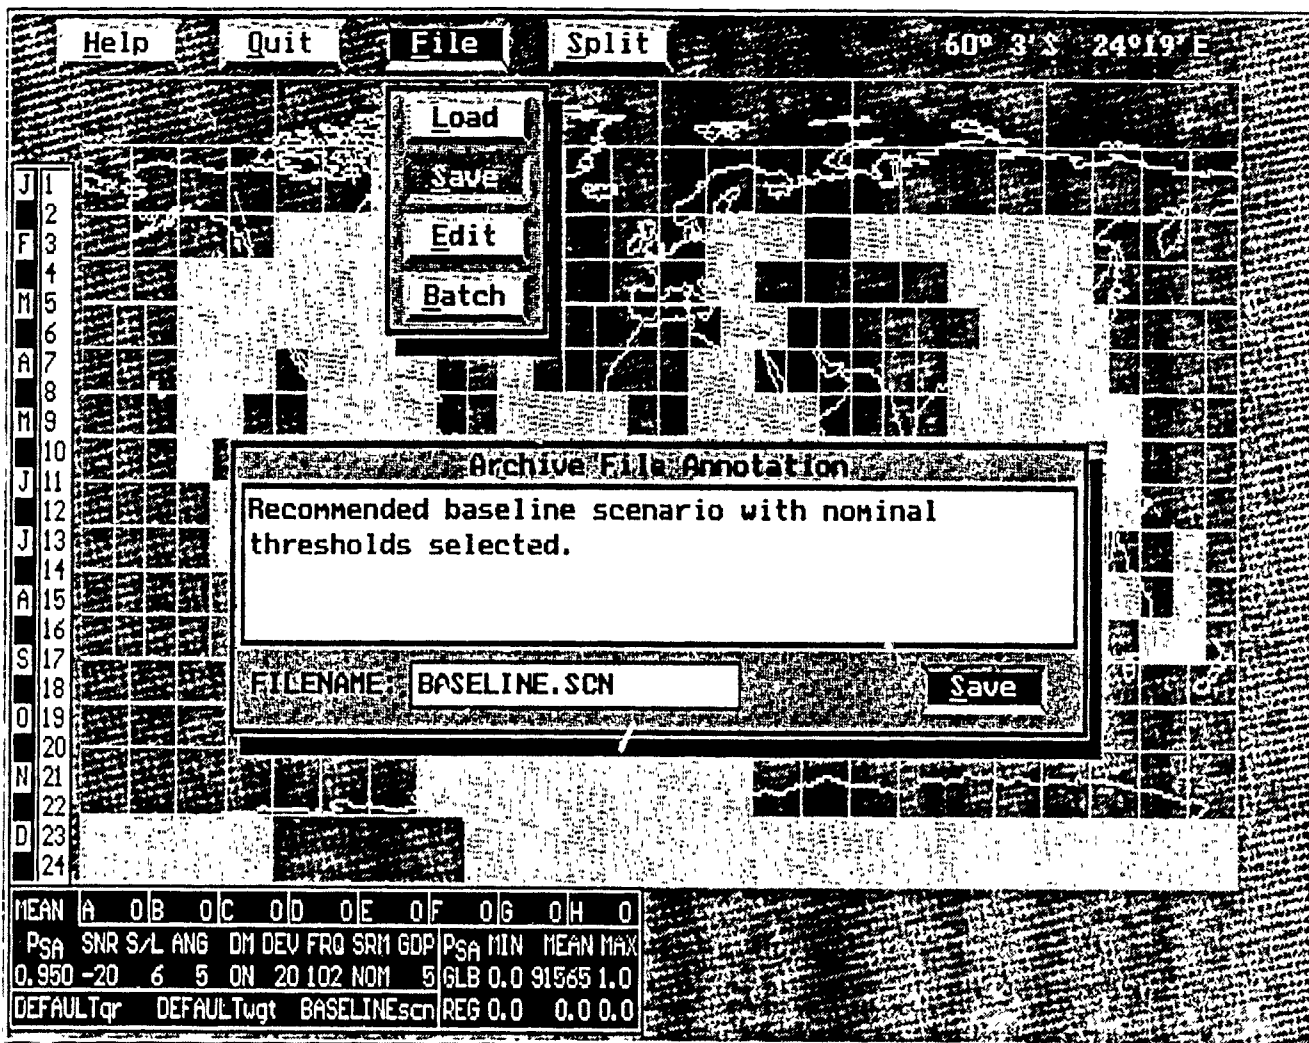 Help Quit File Split 60° 3'S 24°19'E
Load
Save
Edit
Batch
J 1
2
F 3
4
M 5
6
A 7
8
M 9
10
J 11
12
J 13
14
A 15
16
S 17
18
O 19
20
N 21
22
D 23
24
Archive File Annotation
Recommended baseline scenario with nominal
thresholds selected.
FILENAME: BASELINE.SCN Save
MEAN A 0 B 0 C 0 D 0 E 0 F 0 G 0 H 0
PSA SNR S/L ANG DM DEV FRQ SRM GDP PSA MIN MEAN MAX
0.950 -20 6 5 ON 20 102 NOM 5 GLB 0.0 91565 1.0
DEFAULTqr DEFAULTwgt BASELINEscn REG 0.0 0.0 0.0